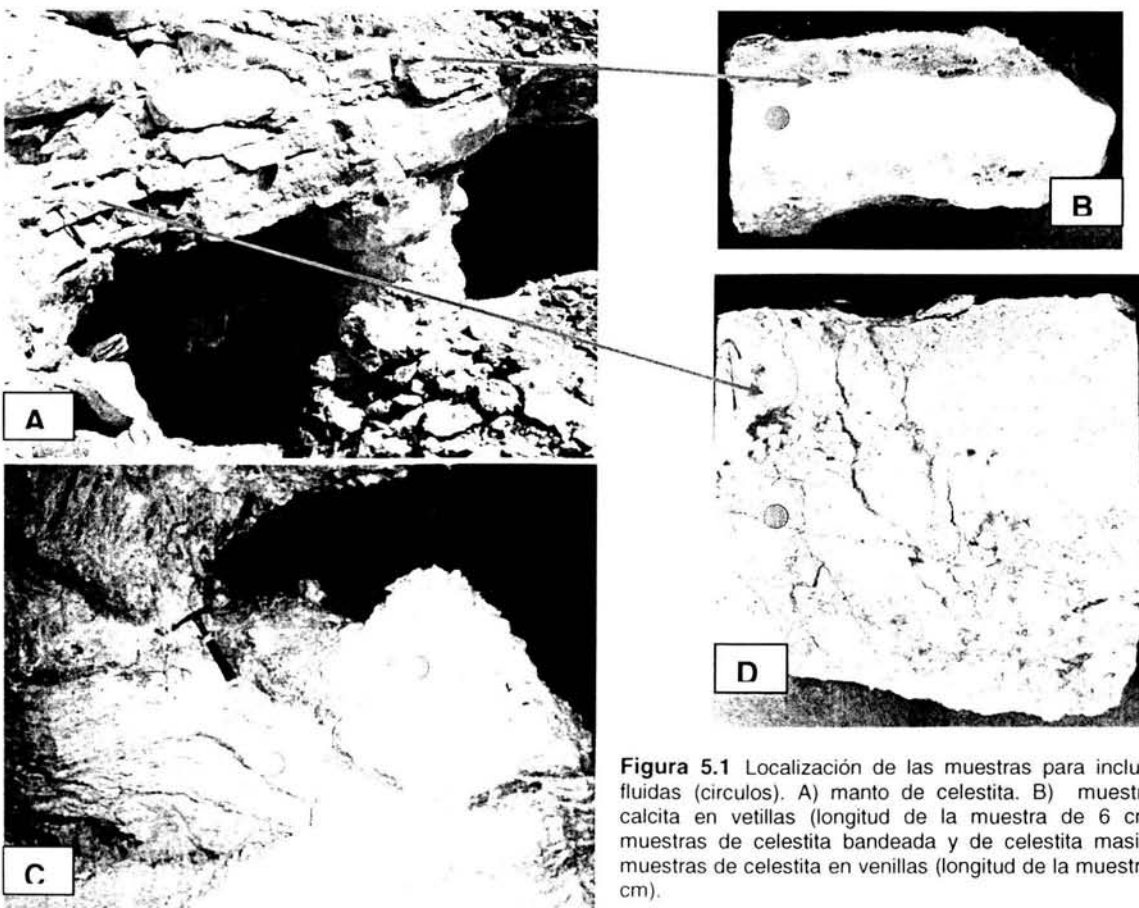 A
B
C
D
Figura 5.1 Localización de las muestras para inclu
fluidas (circulos). A) manto de celestita. B) muestr
calcita en vetillas (longitud de la muestra de 6 c
muestras de celestita bandeada y de celestita masi
muestras de celestita en venillas (longitud de la muestr
cm).